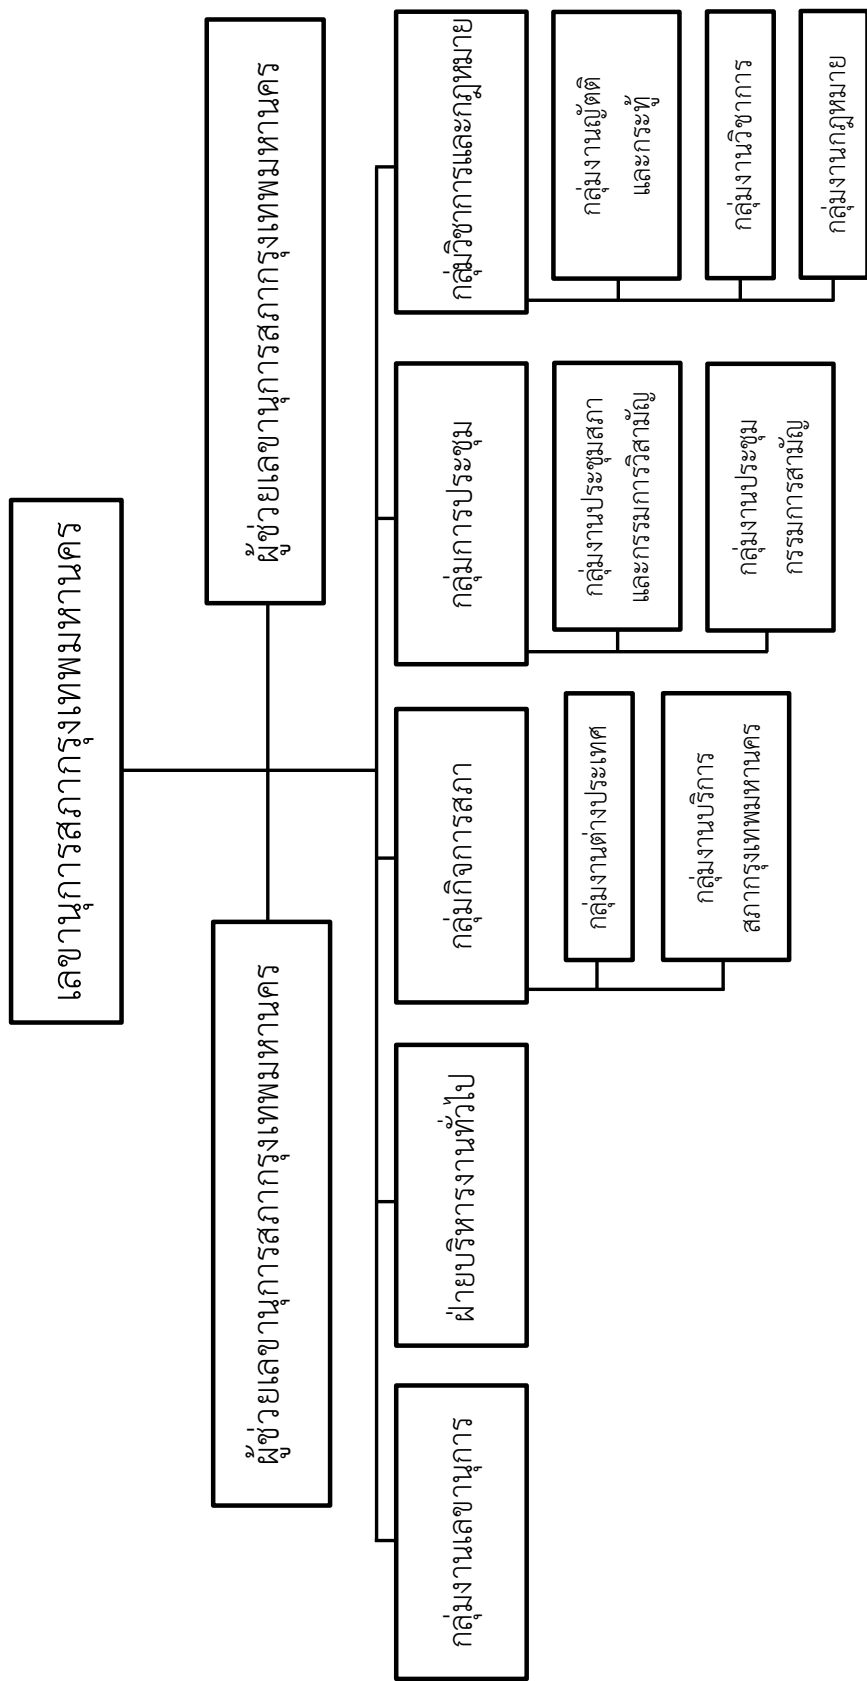 เลขานุการสภากรุงเทพมหานคร
ผู้ช่วยเลขานุการสภากรุงเทพมหานคร
ผู้ช่วยเลขานุการสภากรุงเทพมหานคร
กลุ่มงานเลขานุการ
ฝ่ายบริหารงานทั่วไป
กลุ่มกิจการสภา
กลุ่มงานต่างประเทศ
กลุ่มงานบริการ
สภากรุงเทพมหานคร
กลุ่มการประชุม
กลุ่มงานประชุมสภา
และกรรมการวิสามัญ
กลุ่มงานประชุม
กรรมการสามัญ
กลุ่มวิชาการและกฎหมาย
กลุ่มงานญัตติ
และกระทู้
กลุ่มงานวิชาการ
กลุ่มงานกฎหมาย